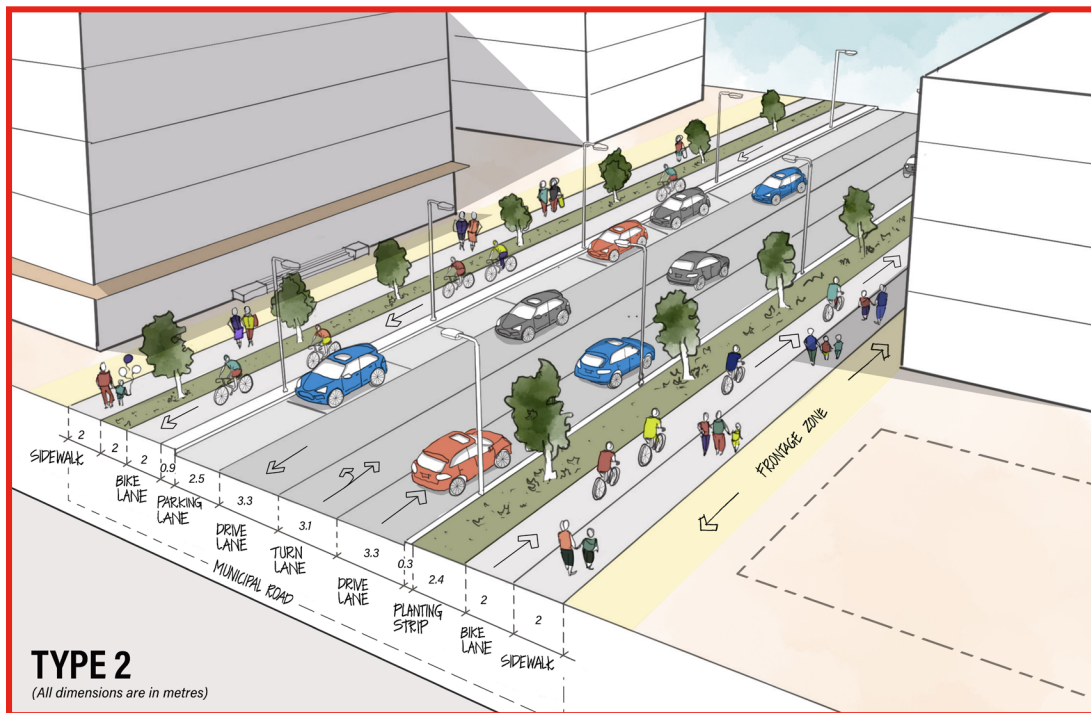 FRONTAGE ZONE
2
2
2
0.9
2.5
3.3
3.1
3.3
0.3
2.4
2
2
SIDEWALK
BIKE
LANE
PARKING
LANE
DRIVE
LANE
TURN
LANE
DRIVE
LANE
PLANTING
STRIP
BIKE
LANE
SIDEWALK
MUNICIPAL ROAD
TYPE 2
(All dimensions are in metres)